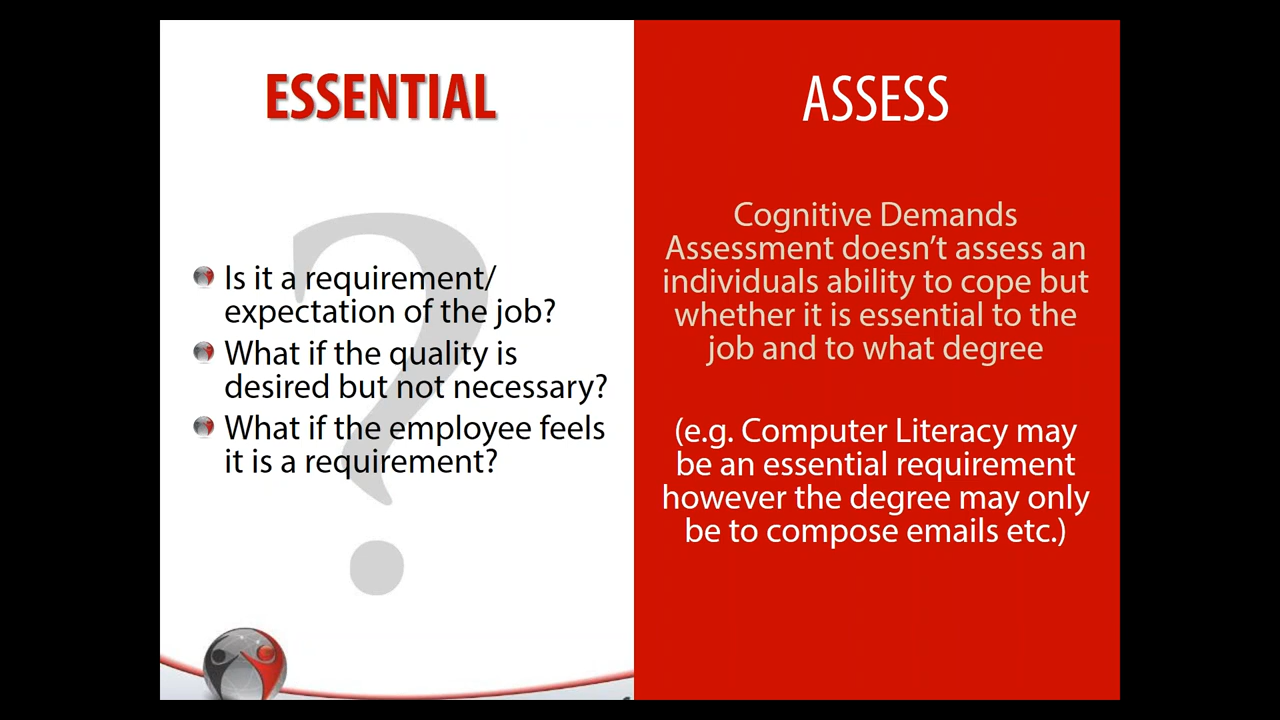 ESSENTIAL
Is it a requirement/
expectation of the job?
What if the quality is
desired but not necessary?
What if the employee feels
it is a requirement?
?
ASSESS
Cognitive Demands
Assessment doesn’t assess an
individuals ability to cope but
whether it is essential to the
job and to what degree
(e.g. Computer Literacy may
be an essential requirement
however the degree may only
be to compose emails etc.)